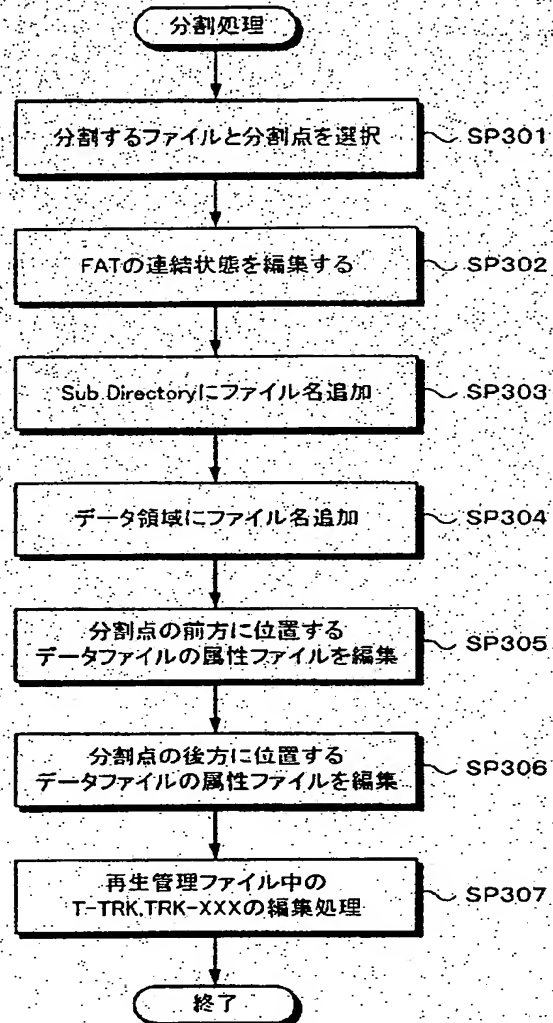 分割処理
分割するファイルと分割点を選択
SP301
FATの連結状態を編集する
SP302
Sub Directoryにファイル名追加
SP303
データ領域にファイル名追加
SP304
分割点の前方に位置する
データファイルの属性ファイルを編集
SP305
分割点の後方に位置する
データファイルの属性ファイルを編集
SP306
再生管理ファイル中の
T-TRK,TRK-XXXの編集処理
SP307
終了